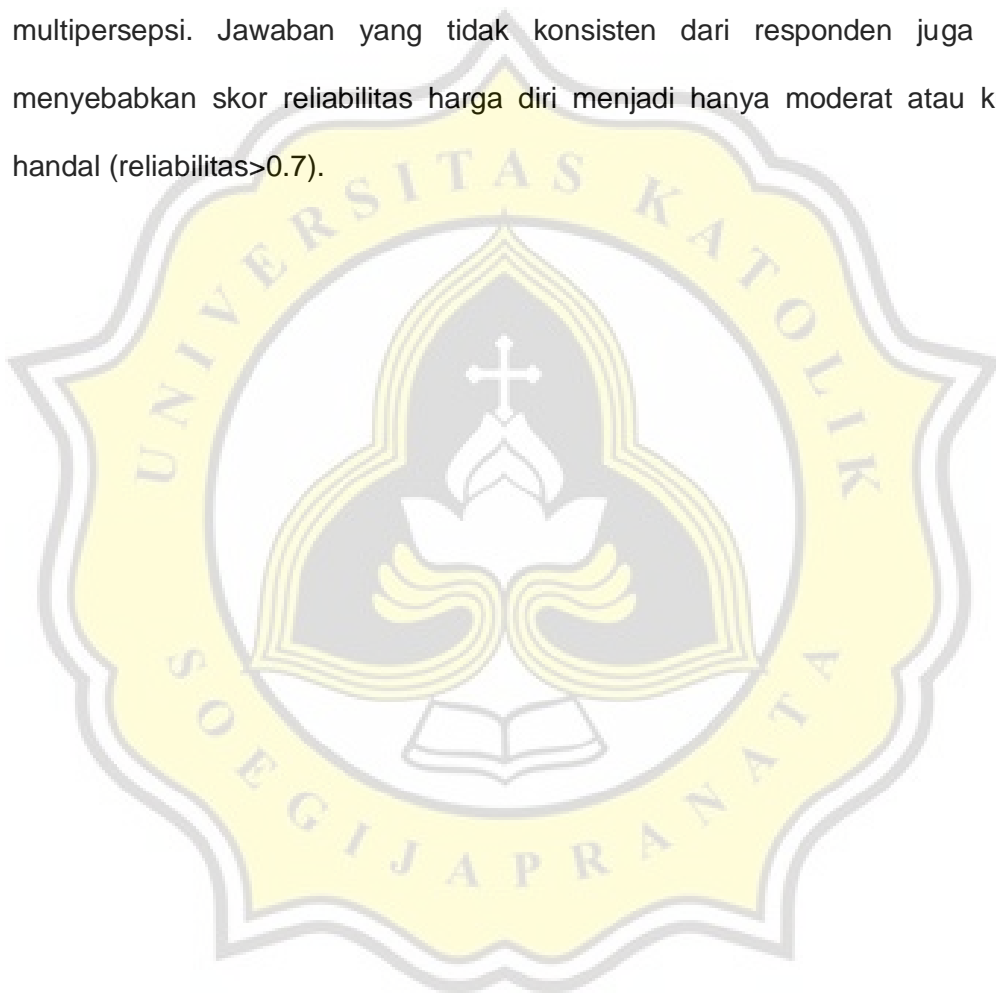 multipersepsi. Jawaban yang tidak konsisten dari responden juga
menyebabkan skor reliabilitas harga diri menjadi hanya moderat atau k
handal (reliabilitas>0.7).
UNIVERSITAS KATOLIK
SOEGIJAPRANATA